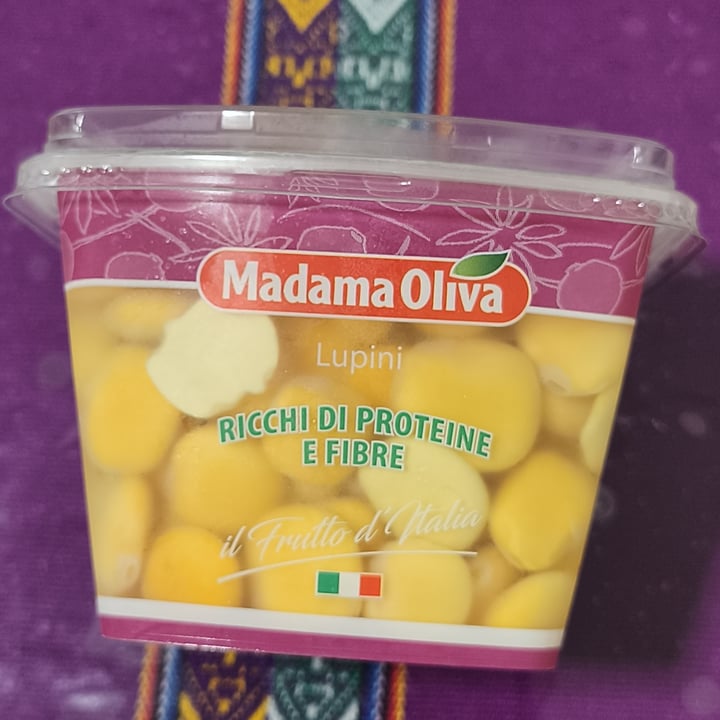 Madama Oliva
Lupini
RICCHI DI PROTEINE
E FIBRE
il Frutto d'Italia